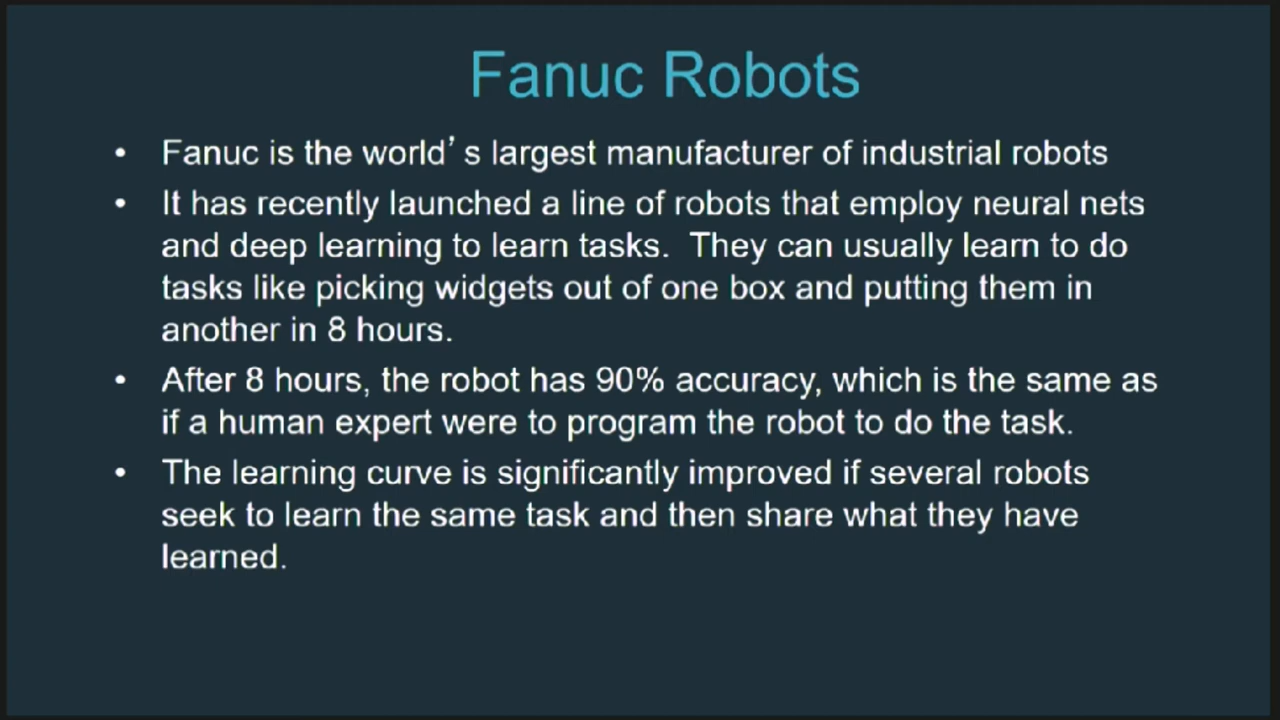 Fanuc Robots
• Fanuc is the world’s largest manufacturer of industrial robots
• It has recently launched a line of robots that employ neural nets
and deep learning to learn tasks.  They can usually learn to do
tasks like picking widgets out of one box and putting them in
another in 8 hours.
• After 8 hours, the robot has 90% accuracy, which is the same as
if a human expert were to program the robot to do the task.
• The learning curve is significantly improved if several robots
seek to learn the same task and then share what they have
learned.